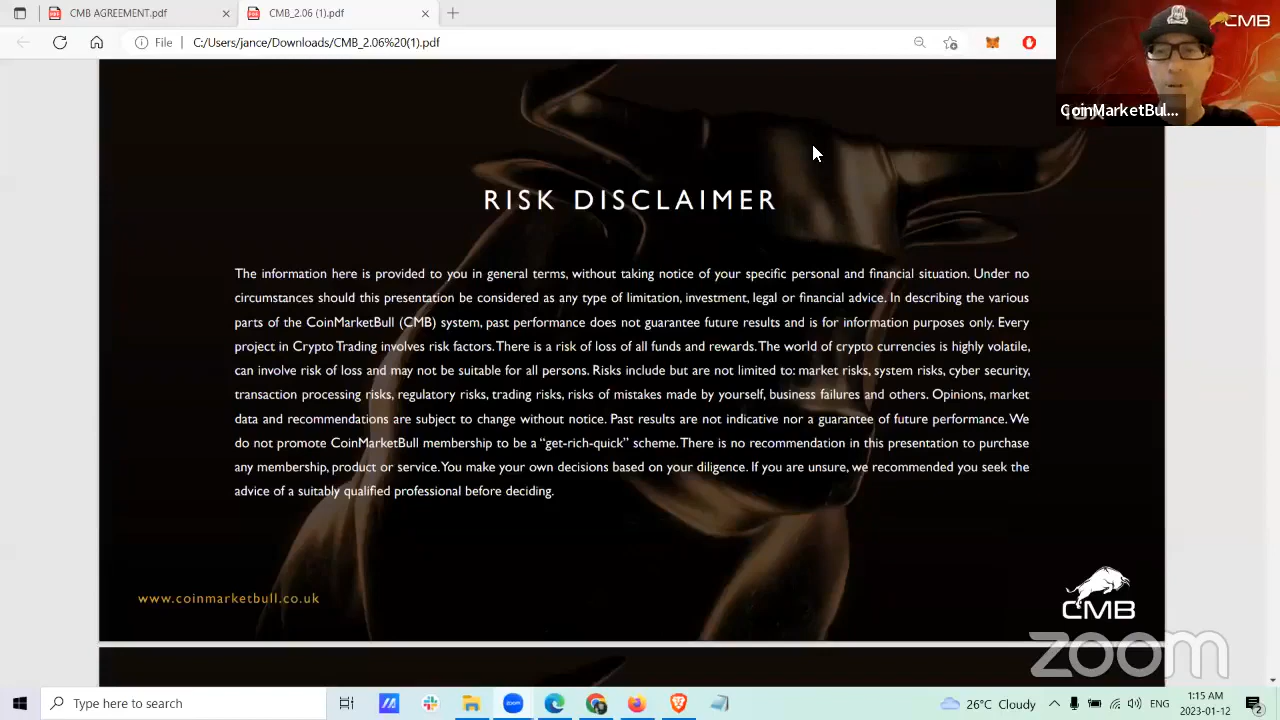 CMB AGREEMENT.pdf
CMB_2.06 (1).pdf
File C:/Users/jance/Downloads/CMB_2.06%20(1).pdf
CMB
CoinMarketBul...
RISK DISCLAIMER
The information here is provided to you in general terms, without taking notice of your specific personal and financial situation. Under no
circumstances should this presentation be considered as any type of limitation, investment, legal or financial advice. In describing the various
parts of the CoinMarketBull (CMB) system, past performance does not guarantee future results and is for information purposes only. Every
project in Crypto Trading involves risk factors. There is a risk of loss of all funds and rewards. The world of crypto currencies is highly volatile,
can involve risk of loss and may not be suitable for all persons. Risks include but are not limited to: market risks, system risks, cyber security,
transaction processing risks, regulatory risks, trading risks, risks of mistakes made by yourself, business failures and others. Opinions, market
data and recommendations are subject to change without notice. Past results are not indicative nor a guarantee of future performance. We
do not promote CoinMarketBull membership to be a “get-rich-quick” scheme. There is no recommendation in this presentation to purchase
any membership, product or service. You make your own decisions based on your diligence. If you are unsure, we recommended you seek the
advice of a suitably qualified professional before deciding.
www.coinmarketbull.co.uk
CMB
zoom
Type here to search
zoom
26°C Cloudy
ENG
1:15 AM
2023-01-12
2